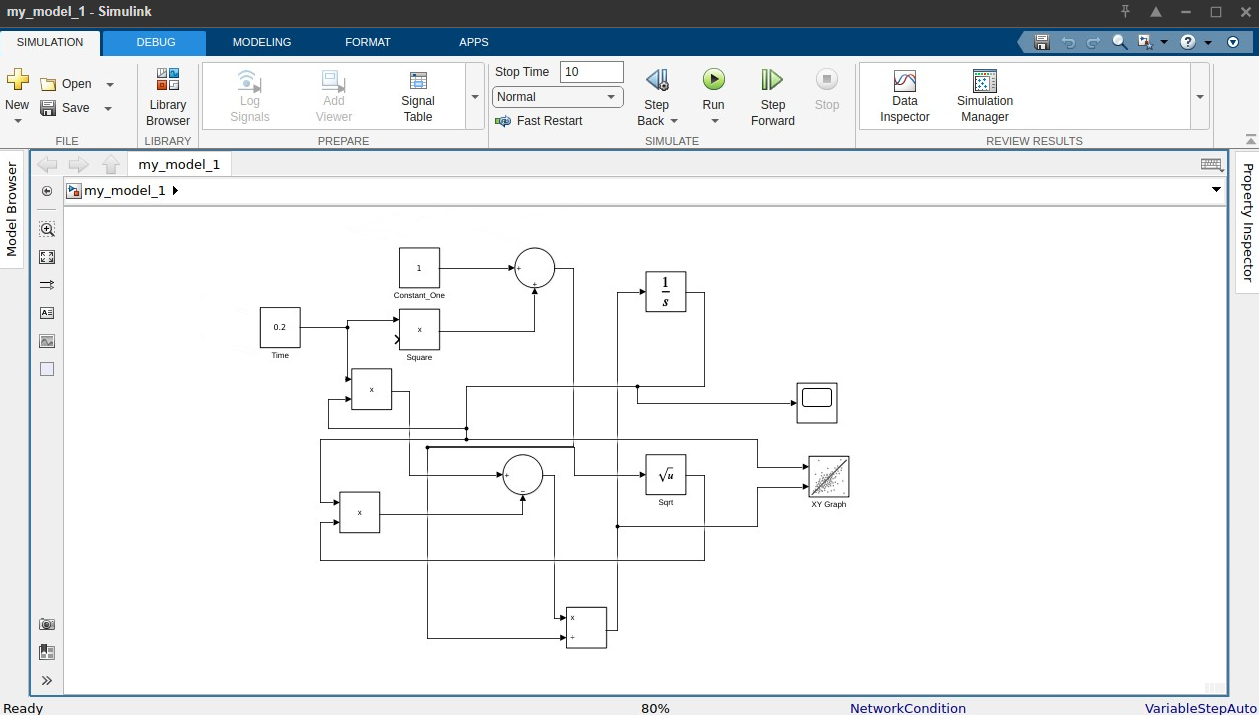 my_model_1 - Simulink
SIMULATION DEBUG MODELING FORMAT APPS
New
Open
Save
FILE
Library
Browser
LIBRARY
Log
Signals
Add
Viewer
Signal
Table
PREPARE
Stop Time 10
Normal
Fast Restart
Step
Back
Run
Step
Forward
Stop
SIMULATE
Data
Inspector
Simulation
Manager
REVIEW RESULTS
Model Browser
my_model_1
my_model_1
Property Inspector
1
Constant_One
+
+
1
s
0.2
Time
x
Square
x
+
−
√u
Sqrt
XY Graph
x
x
÷
Ready 80% NetworkCondition VariableStepAuto